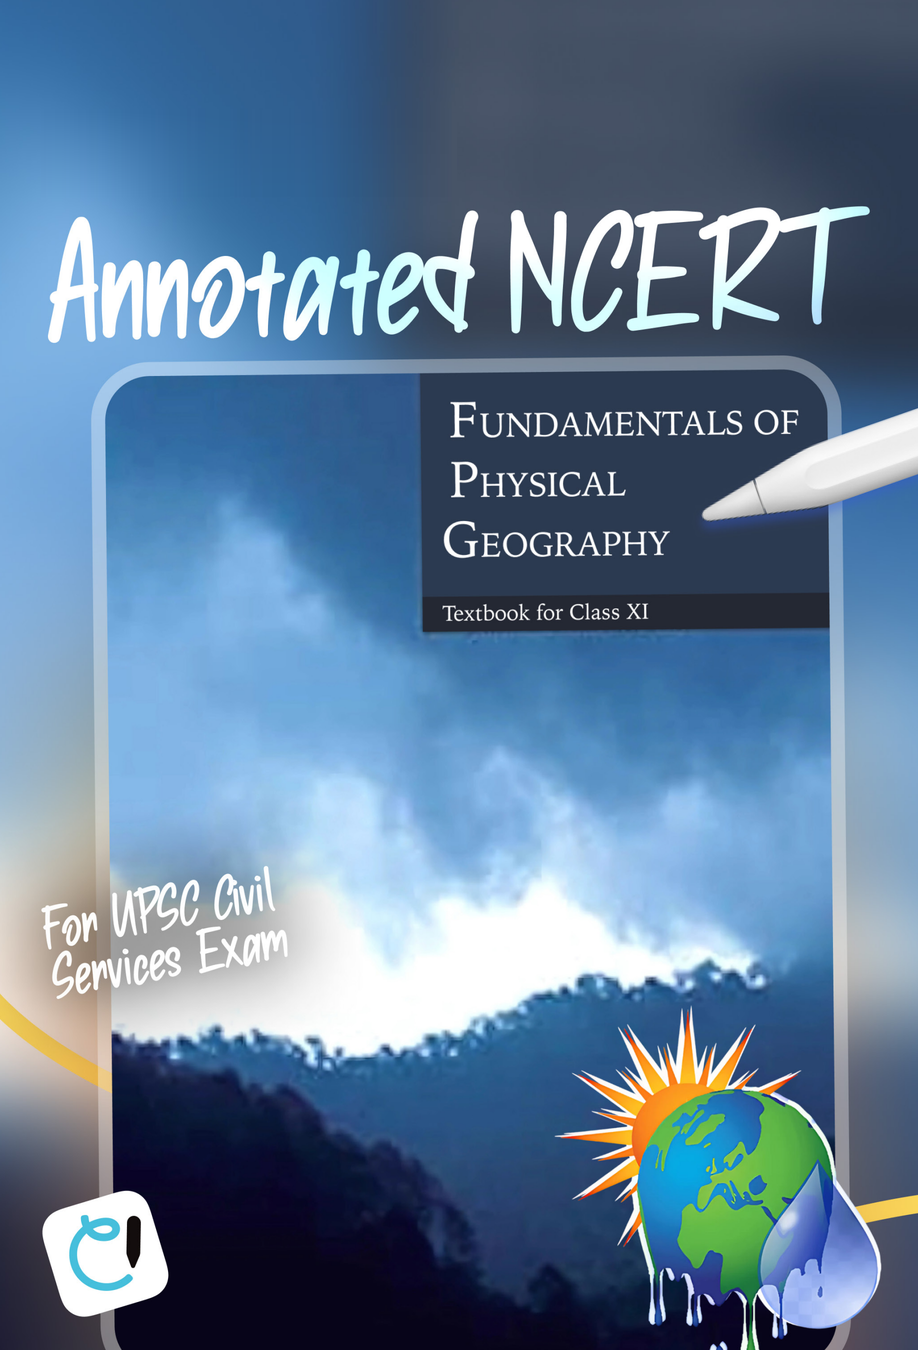 Annotated NCERT
FUNDAMENTALS OF
PHYSICAL
GEOGRAPHY
Textbook for Class XI
For UPSC Civil
Services Exam